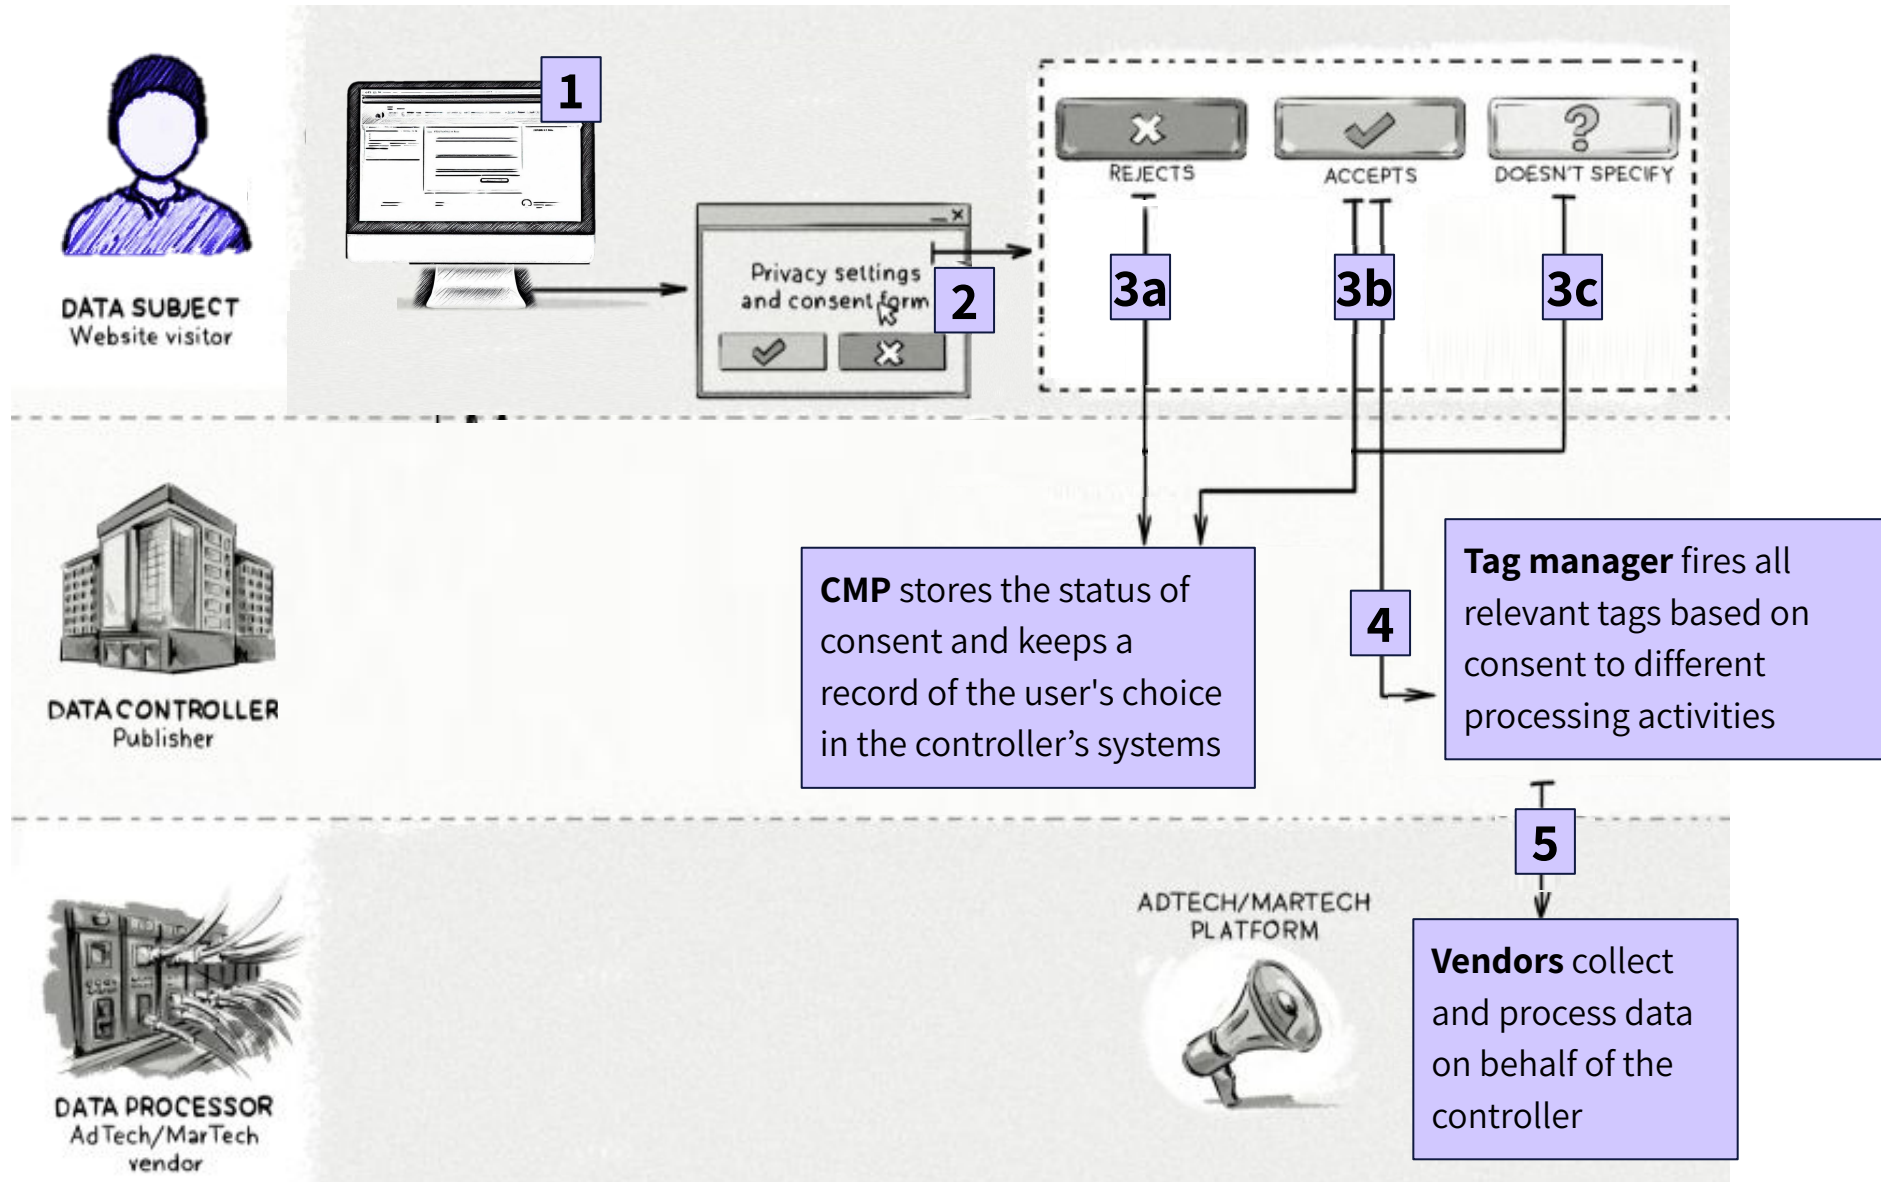 1
REJECTS
ACCEPTS
DOESN'T SPECIFY
Privacy settings
and consent form
2
3a
3b
3c
DATA SUBJECT
Website visitor
DATA CONTROLLER
Publisher
CMP stores the status of
consent and keeps a
record of the user's choice
in the controller’s systems
4
Tag manager fires all
relevant tags based on
consent to different
processing activities
5
DATA PROCESSOR
AdTech/MarTech
vendor
ADTECH/MARTECH
PLATFORM
Vendors collect
and process data
on behalf of the
controller